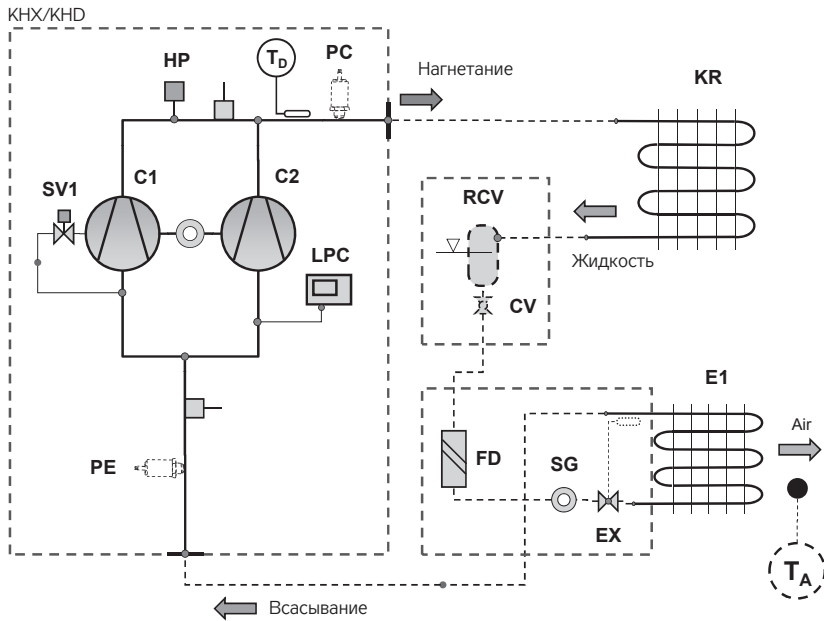 KHX/KHD
HP
T_D
PC
Нагнетание
KR
SV1
C1
C2
RCV
LPC
Жидкость
CV
E1
Air
PE
FD
SG
EX
T_A
Всасывание